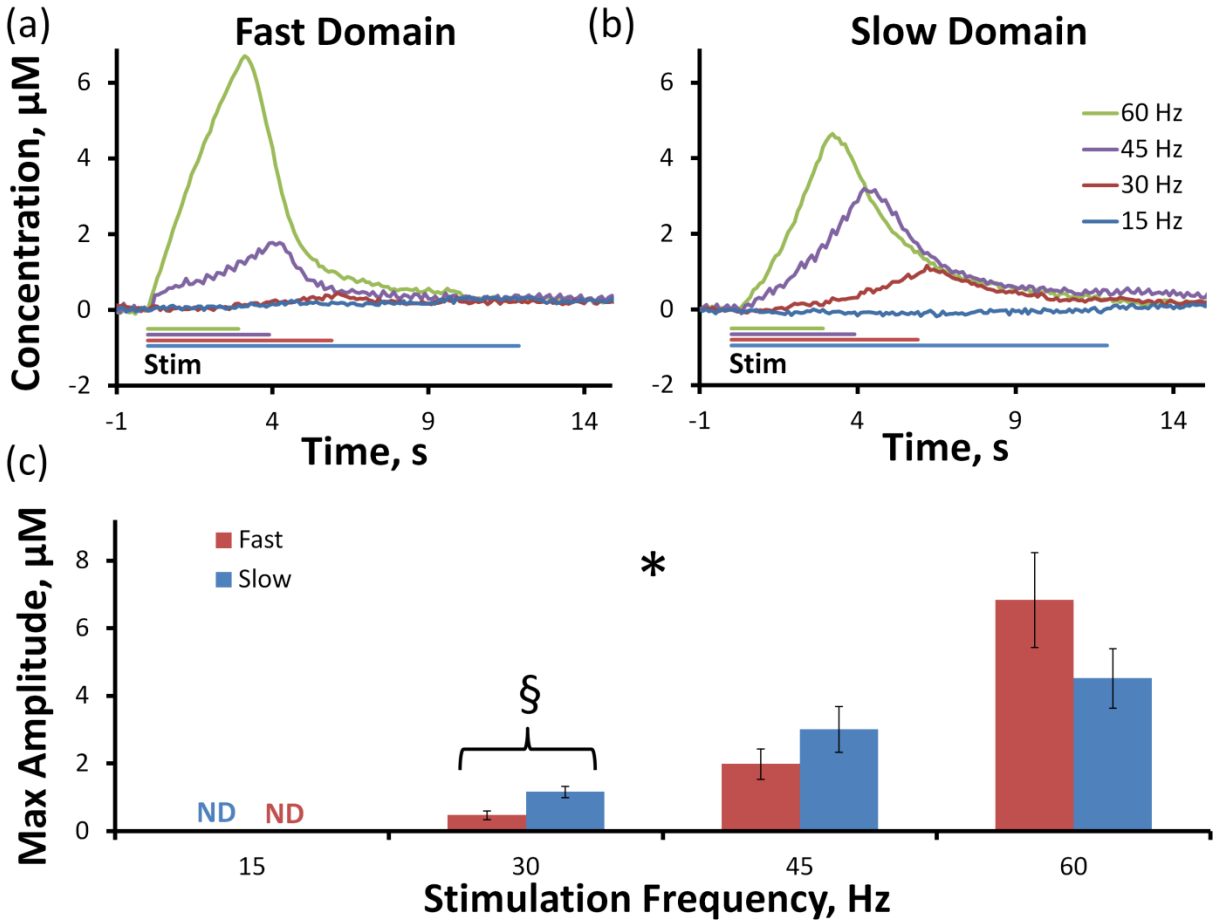 (a)
Fast Domain
(b)
Slow Domain
Concentration, µM
6
4
2
0
-2
Stim
-1
4
9
14
Time, s
6
4
2
0
-2
60 Hz
45 Hz
30 Hz
15 Hz
Stim
-1
4
9
14
Time, s
(c)
Max Amplitude, µM
8
6
4
2
0
Fast
Slow
*
§
ND ND
15
30
45
60
Stimulation Frequency, Hz